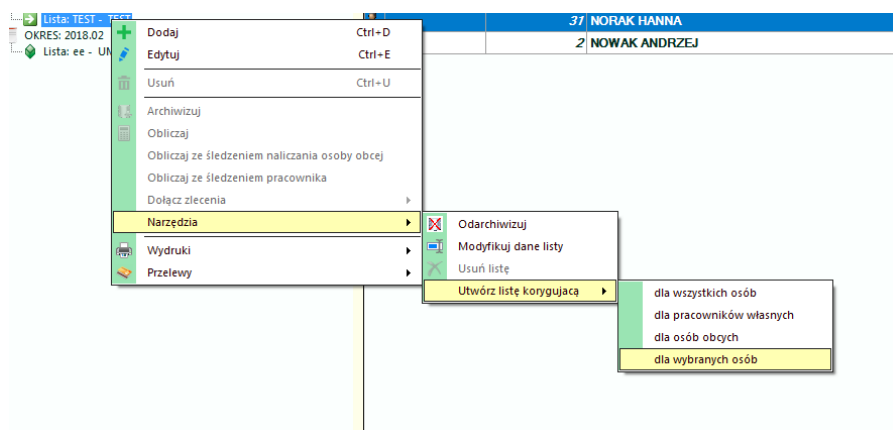 Lista: TEST - TEST
31 NORAK HANNA
OKRES: 2018.02
2 NOWAK ANDRZEJ
Lista: ee - UN
Dodaj Ctrl+D
Edytuj Ctrl+E
Usuń Ctrl+U
Archiwizuj
Obliczaj
Obliczaj ze śledzeniem naliczania osoby obcej
Obliczaj ze śledzeniem pracownika
Dołącz zlecenia
Narzędzia
Wydruki
Przelewy
Odarchiwizuj
Modyfikuj dane listy
Usuń listę
Utwórz listę korygujacą
dla wszystkich osób
dla pracowników własnych
dla osób obcych
dla wybranych osób